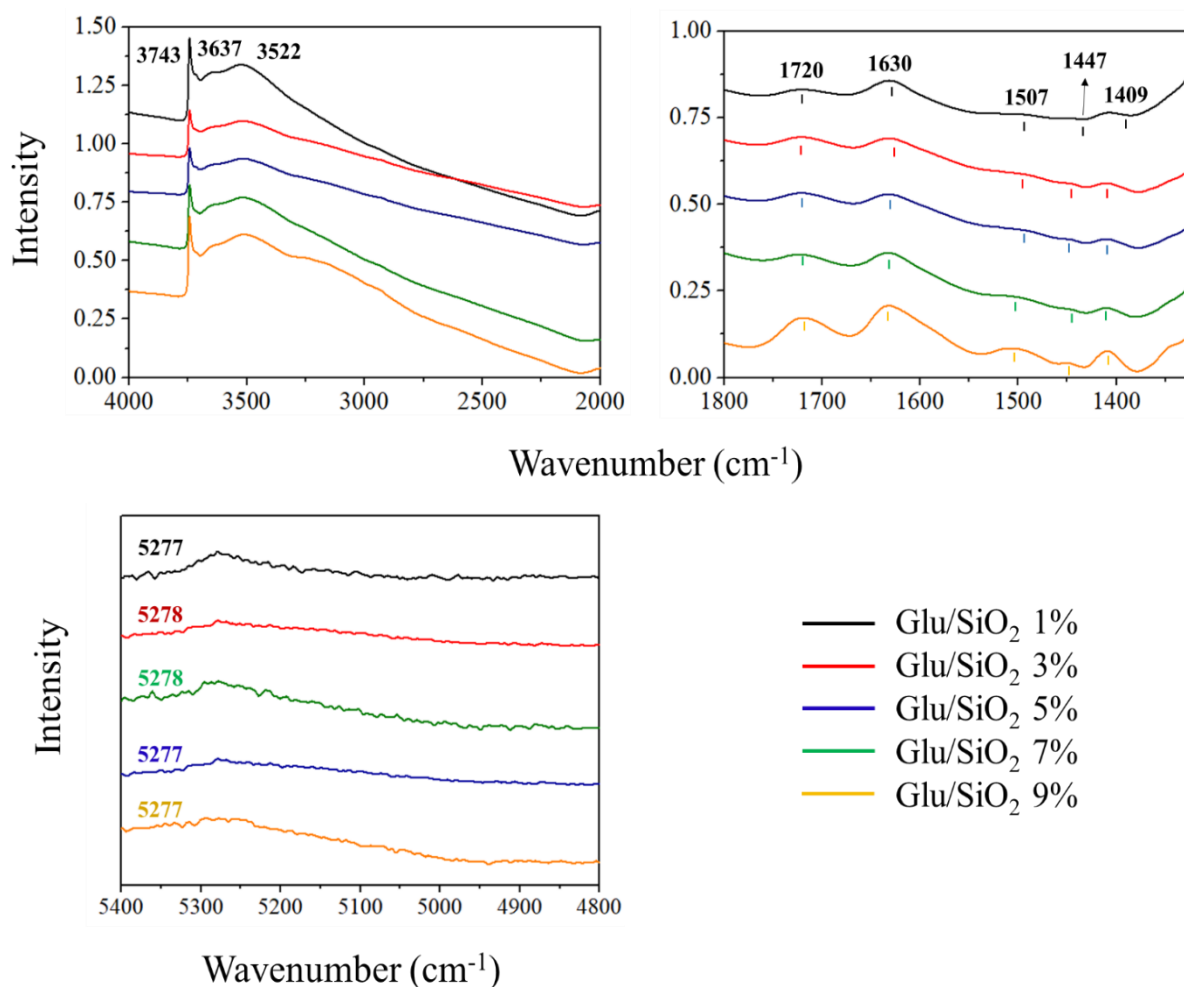 1.50
1.25
1.00
0.75
0.50
0.25
0.00
3743 3637 3522
4000 3500 3000 2500 2000
Intensity
1.00
0.75
0.50
0.25
0.00
1720 1630 1507 1447 1409
1800 1700 1600 1500 1400
Wavenumber (cm-1)
5277
5278
5278
5277
5277
5400 5300 5200 5100 5000 4900 4800
Intensity
Wavenumber (cm-1)
Glu/SiO2 1%
Glu/SiO2 3%
Glu/SiO2 5%
Glu/SiO2 7%
Glu/SiO2 9%